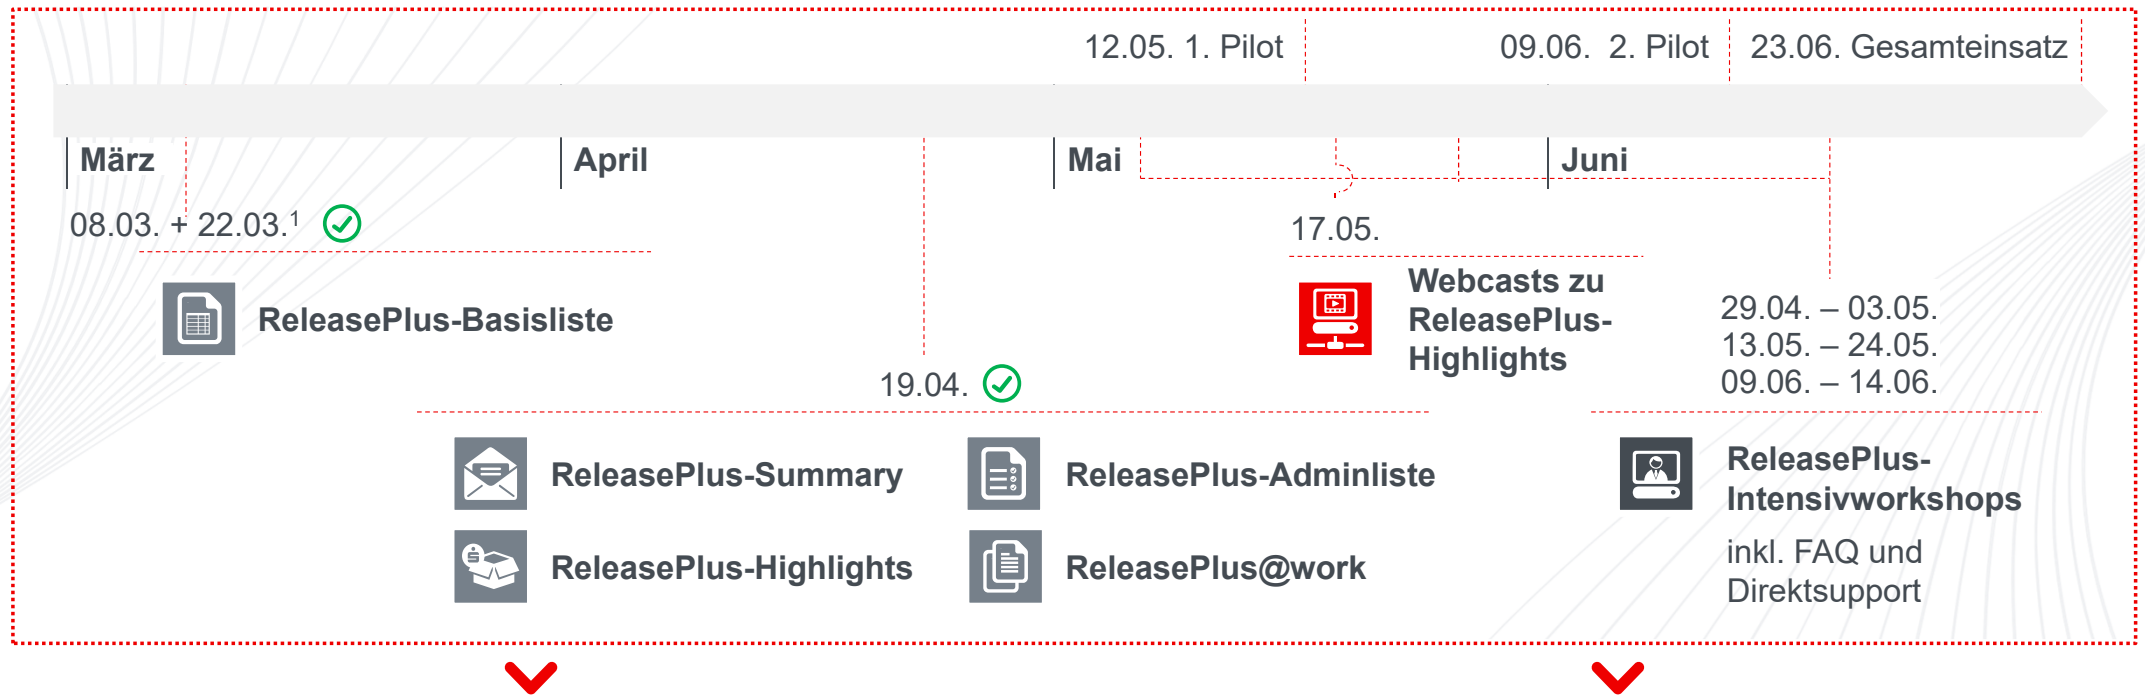 12.05. 1. Pilot
09.06. 2. Pilot
23.06. Gesamteinsatz
März
April
Mai
Juni
08.03. + 22.03.¹
17.05.
ReleasePlus-Basisliste
Webcasts zu
ReleasePlus-
Highlights
29.04. – 03.05.
13.05. – 24.05.
09.06. – 14.06.
19.04.
ReleasePlus-Summary
ReleasePlus-Adminliste
ReleasePlus-Highlights
ReleasePlus@work
ReleasePlus-
Intensivworkshops
inkl. FAQ und
Direktsupport